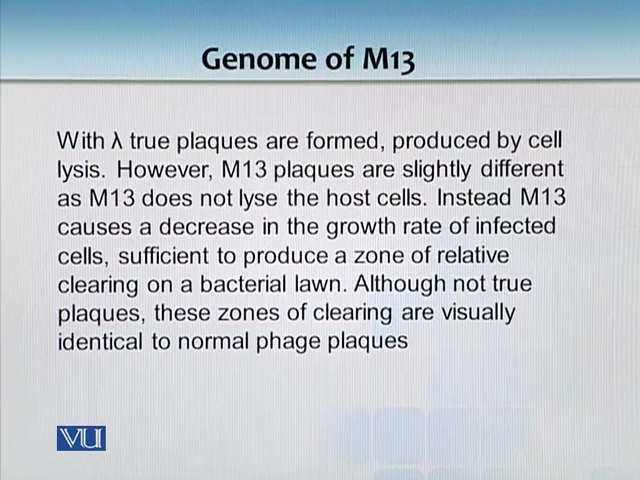 Genome of M13
With λ true plaques are formed, produced by cell
lysis. However, M13 plaques are slightly different
as M13 does not lyse the host cells. Instead M13
causes a decrease in the growth rate of infected
cells, sufficient to produce a zone of relative
clearing on a bacterial lawn. Although not true
plaques, these zones of clearing are visually
identical to normal phage plaques
VU